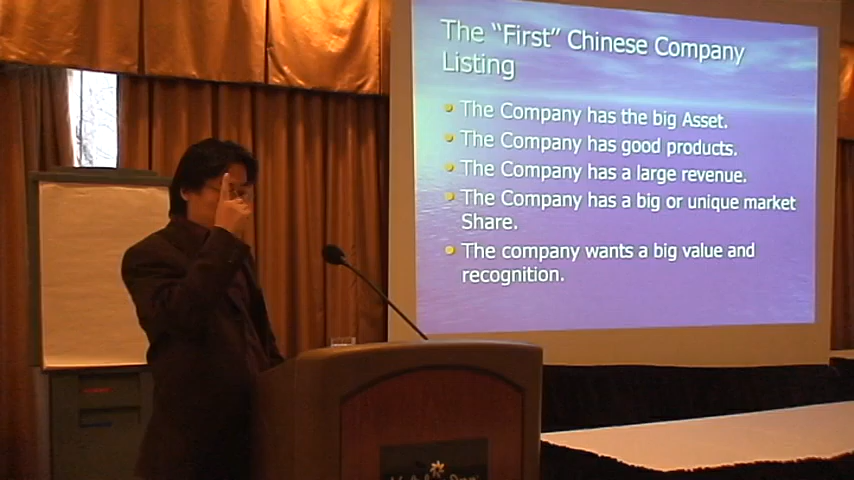 The “First” Chinese Company
Listing
The Company has the big Asset.
The Company has good products.
The Company has a large revenue.
The Company has a big or unique market
Share.
The company wants a big value and
recognition.